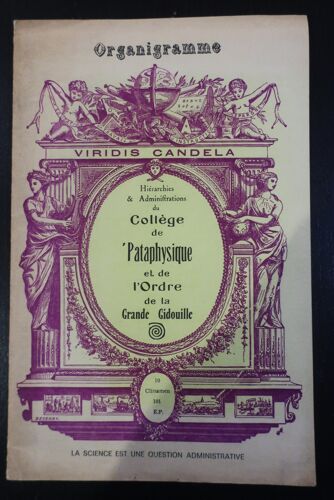 Organigramme
VIRIDIS CANDELA
Hiérarchies
& Administrations
du
Collège
de
'Pataphysique
et de
l'Ordre
de la
Grande Gidouille
10
Clinamen
101
E.P.
LA SCIENCE EST UNE QUESTION ADMINISTRATIVE